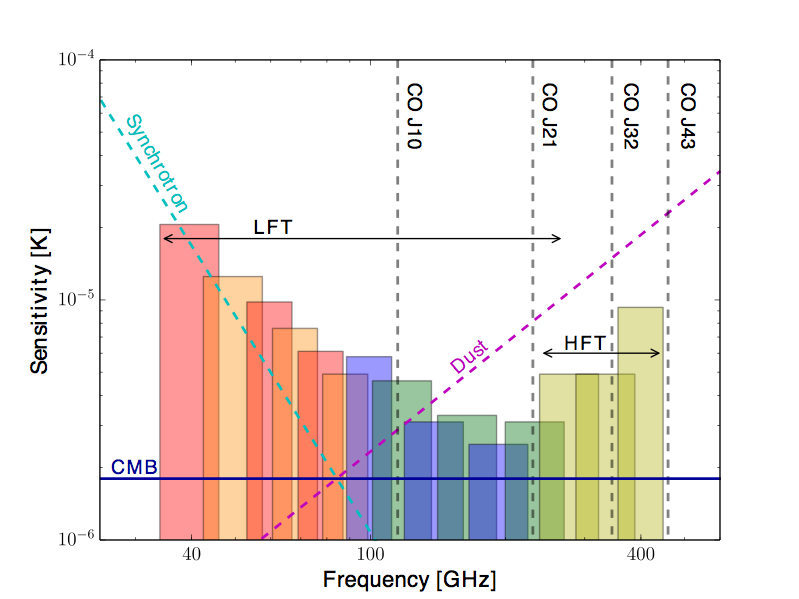 10⁻⁴
CO J10
CO J21
CO J32
CO J43
Synchrotron
LFT
Sensitivity [K]
10⁻⁵
HFT
Dust
CMB
10⁻⁶
40
100
400
Frequency [GHz]